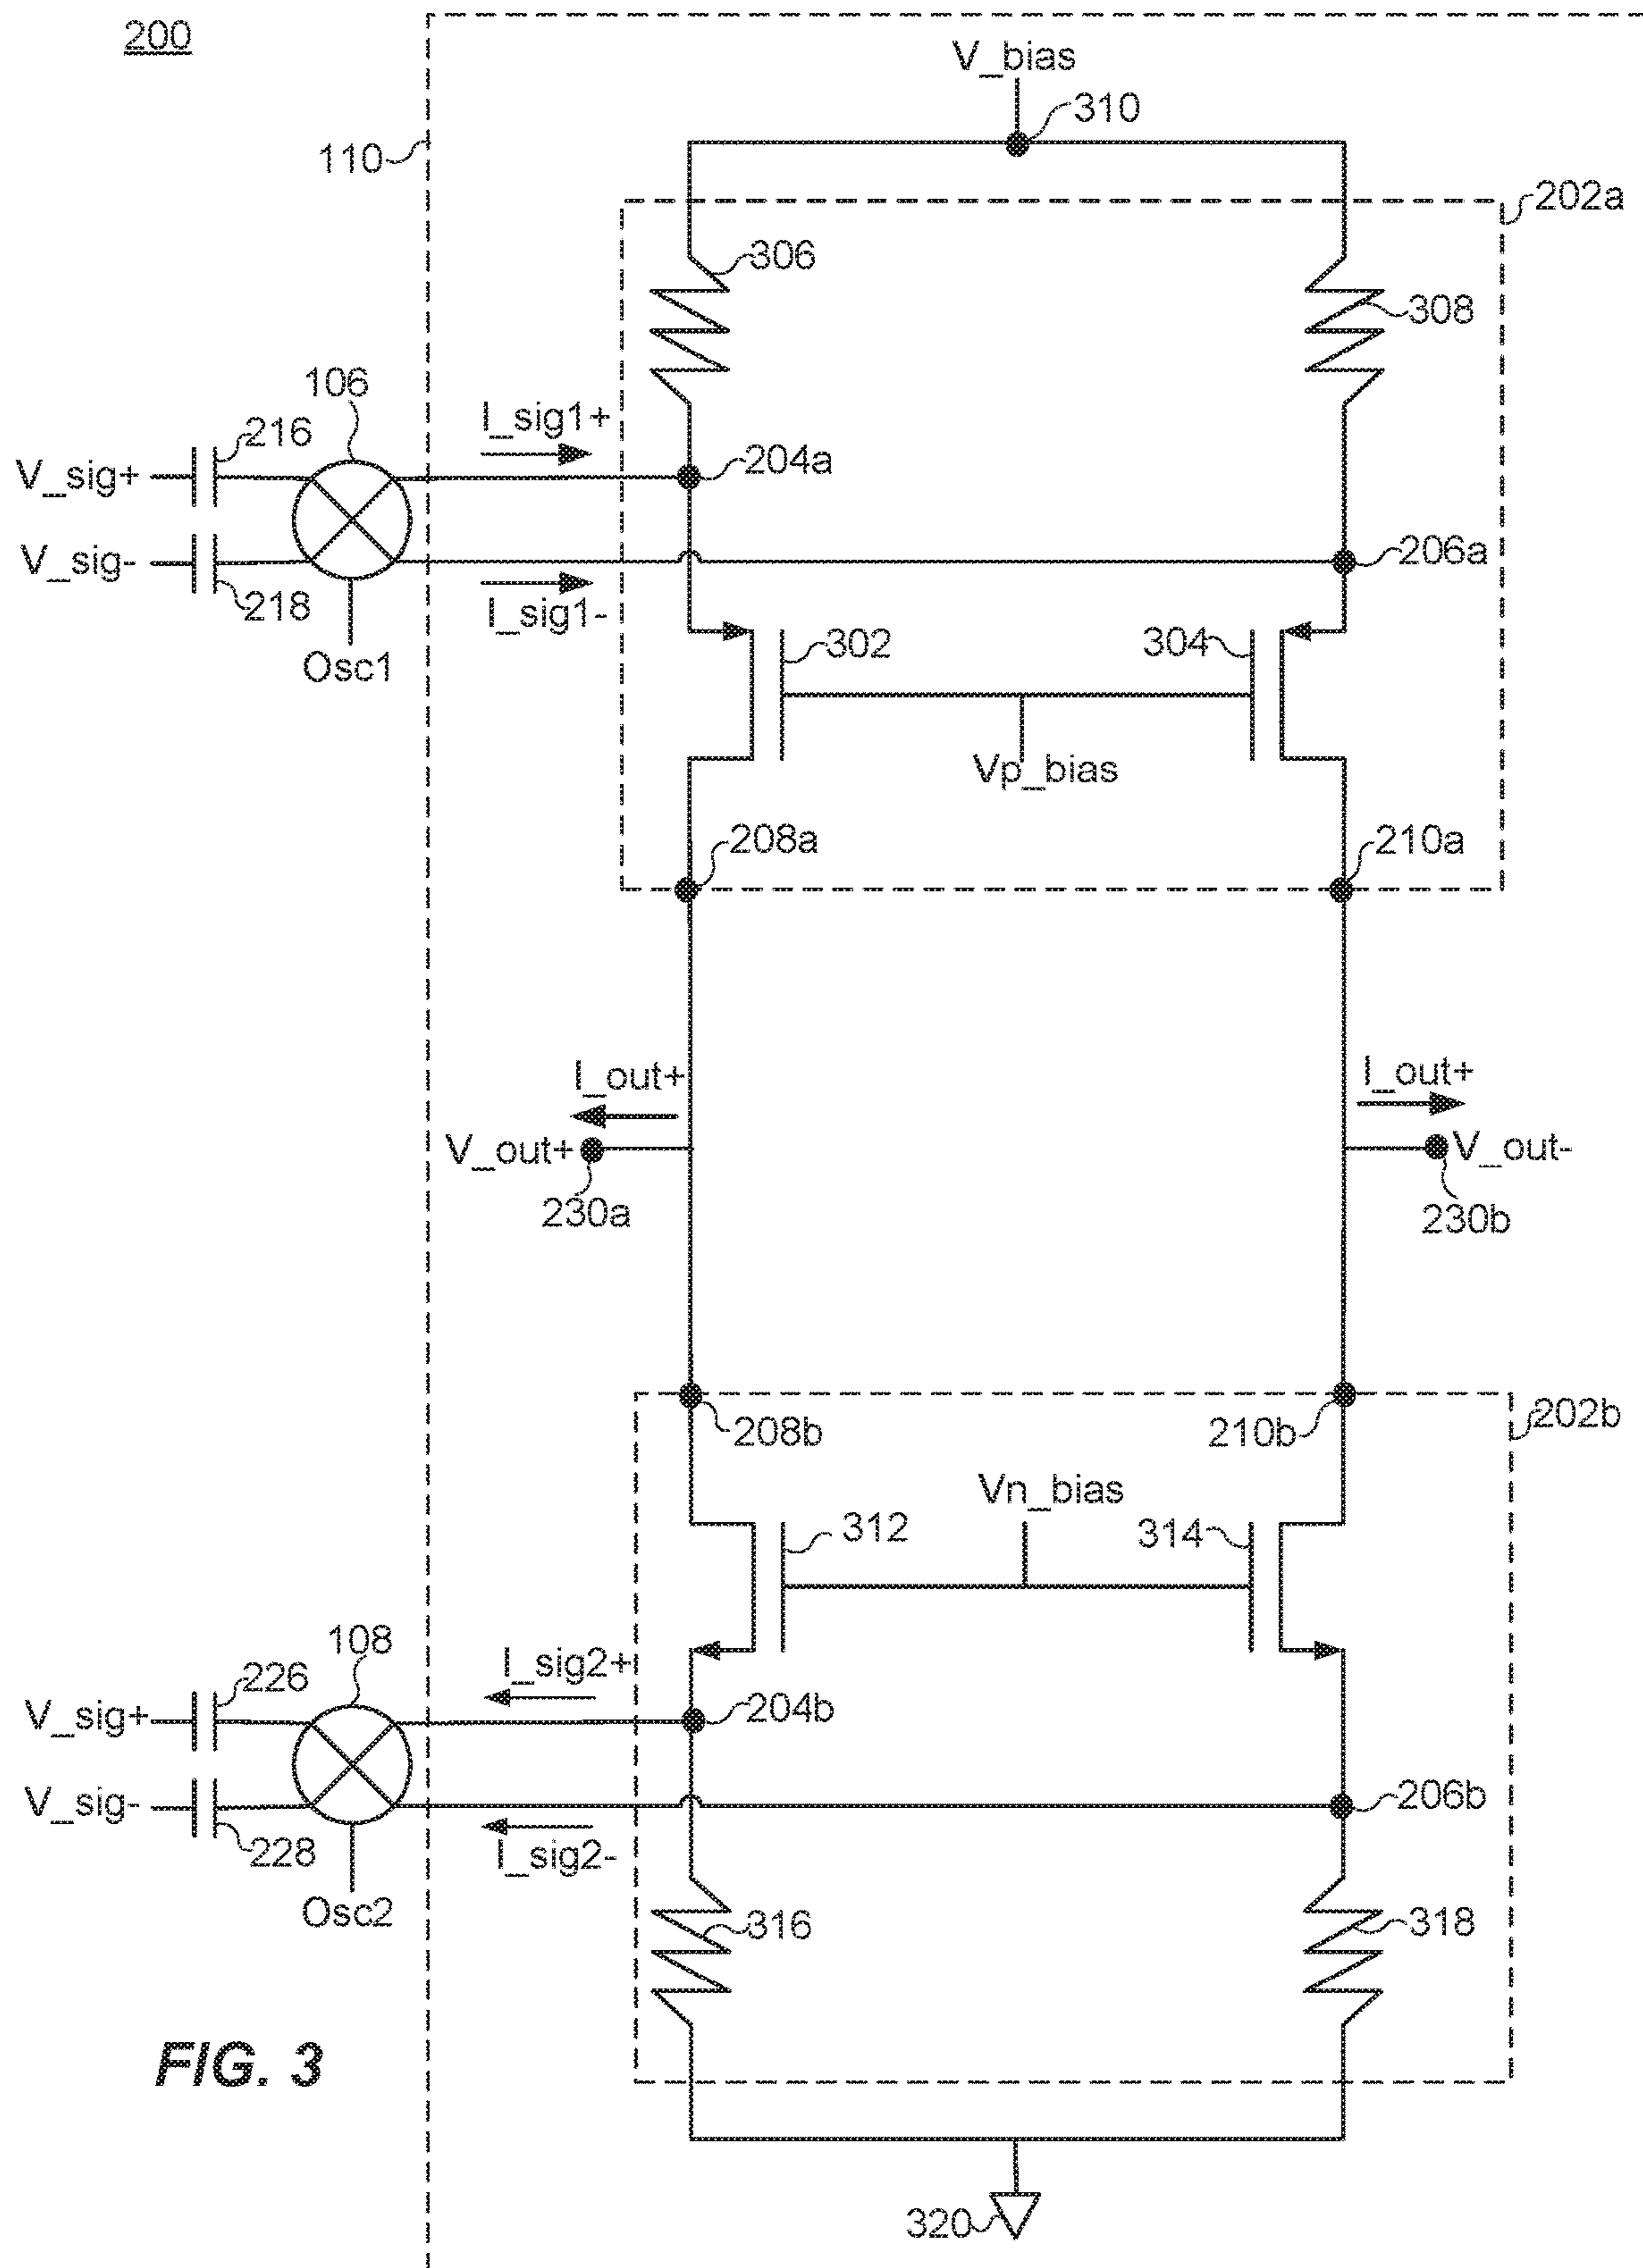 200
V_bias
310
110
202a
306
308
106
I_sig1+
216
V_sig+
204a
V_sig-
206a
218
I_sig1-
302
304
Osc1
Vp_bias
208a
210a
I_out+
I_out+
V_out+
V_out-
230a
230b
208b
210b
202b
Vn_bias
312
314
108
I_sig2+
226
V_sig+
204b
V_sig-
206b
228
I_sig2-
Osc2
316
318
FIG. 3
320